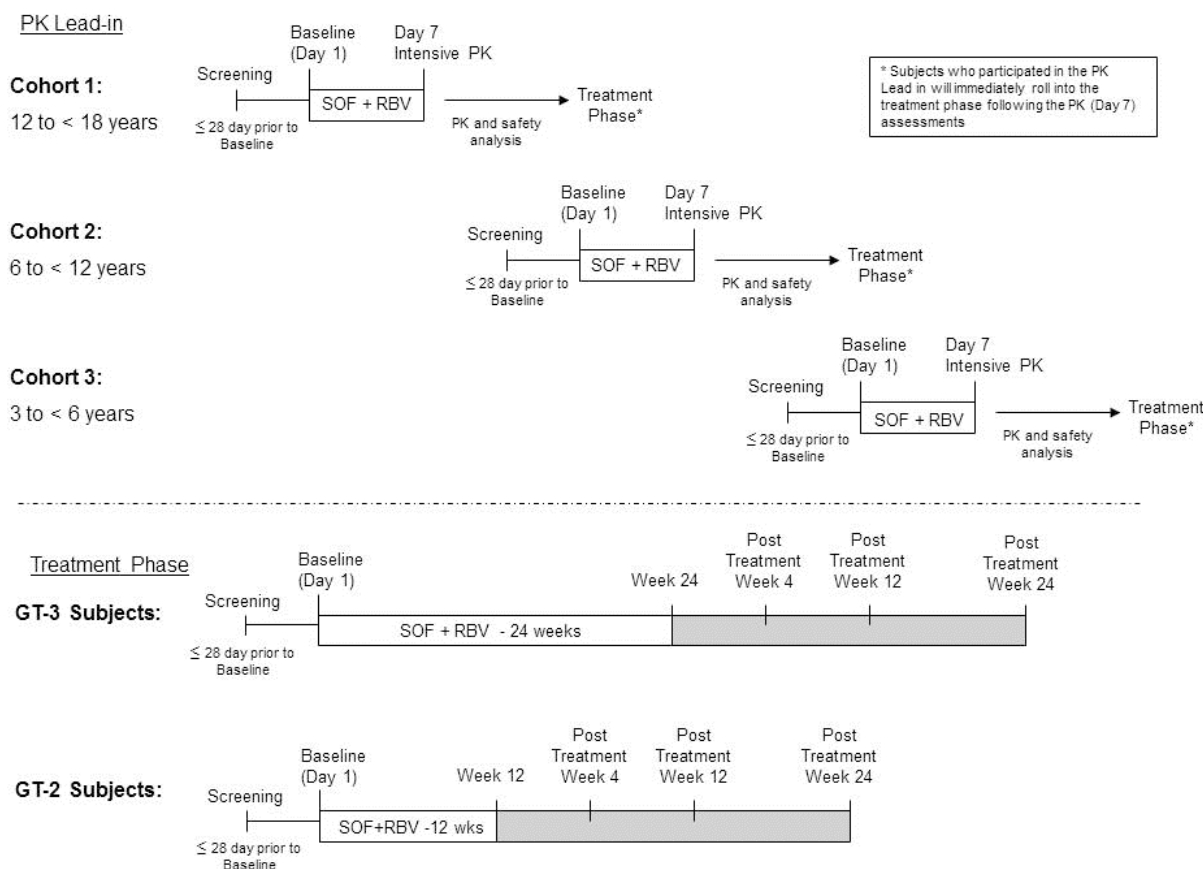 PK Lead-in
Cohort 1:
12 to < 18 years
Screening
≤ 28 day prior to
Baseline
Baseline
(Day 1)
Day 7
Intensive PK
SOF + RBV
PK and safety
analysis
Treatment
Phase*
* Subjects who participated in the PK
Lead in will immediately roll into the
treatment phase following the PK (Day 7)
assessments
Cohort 2:
6 to < 12 years
Screening
≤ 28 day prior to
Baseline
Baseline
(Day 1)
Day 7
Intensive PK
SOF + RBV
PK and safety
analysis
Treatment
Phase*
Cohort 3:
3 to < 6 years
Screening
≤ 28 day prior to
Baseline
Baseline
(Day 1)
Day 7
Intensive PK
SOF + RBV
PK and safety
analysis
Treatment
Phase*
Treatment Phase
GT-3 Subjects:
Screening
≤ 28 day prior to
Baseline
Baseline
(Day 1)
SOF + RBV - 24 weeks
Week 24
Post
Treatment
Week 4
Post
Treatment
Week 12
Post
Treatment
Week 24
GT-2 Subjects:
Screening
≤ 28 day prior to
Baseline
Baseline
(Day 1)
SOF+RBV -12 wks
Week 12
Post
Treatment
Week 4
Post
Treatment
Week 12
Post
Treatment
Week 24